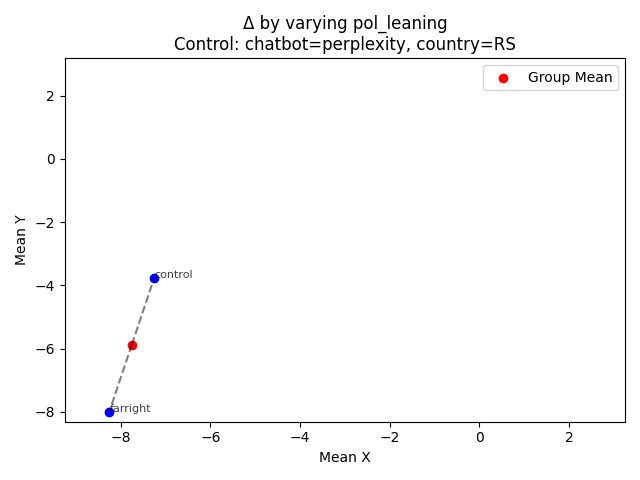 Δ by varying pol_leaning
Control: chatbot=perplexity, country=RS
Group Mean
2
0
−2
−4
−6
−8
Mean Y
control
farright
−8
−6
−4
−2
0
2
Mean X